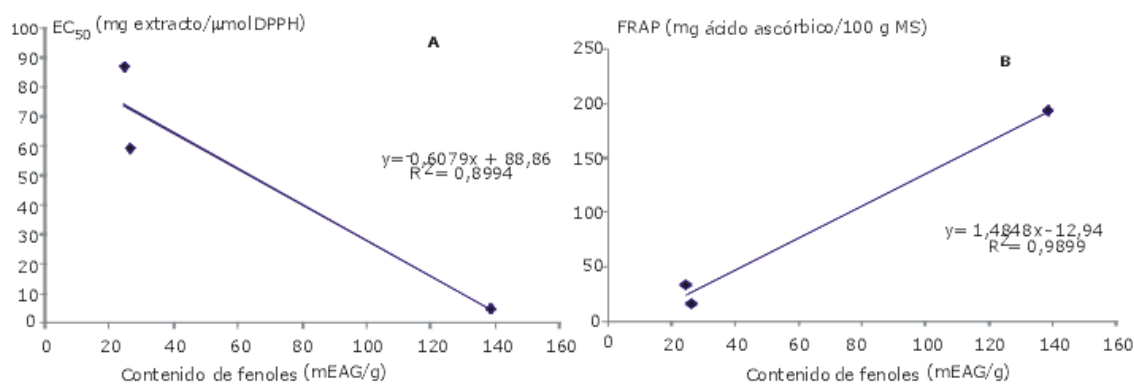 EC50 (mg extracto/µmolDPPH)
A
100
90
80
70
60
50
40
30
20
10
0
y=-0,6079x + 88,86
R2 = 0,8994
0 20 40 60 80 100 120 140 160
Contenido de fenoles (mEAG/g)
FRAP (mg ácido ascórbico/100 g MS)
B
250
200
150
100
50
0
y= 1,4848x-12,94
R2 = 0,9899
0 20 40 60 80 100 120 140 160
Contenido de fenoles (mEAG/g)